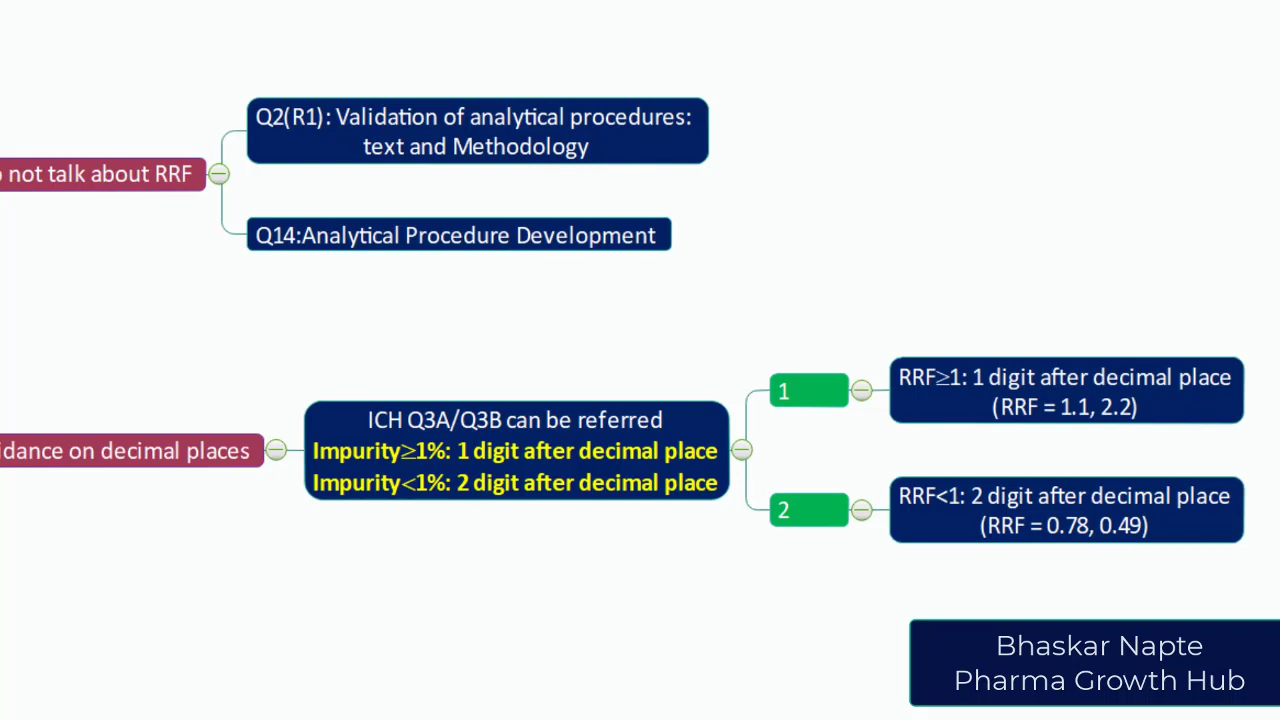 Q2(R1): Validation of analytical procedures:
text and Methodology
not talk about RRF
Q14:Analytical Procedure Development
RRF≥1: 1 digit after decimal place
(RRF = 1.1, 2.2)
1
ICH Q3A/Q3B can be referred
Impurity≥1%: 1 digit after decimal place
Impurity<1%: 2 digit after decimal place
on decimal places
RRF<1: 2 digit after decimal place
(RRF = 0.78, 0.49)
2
Bhaskar Napte
Pharma Growth Hub